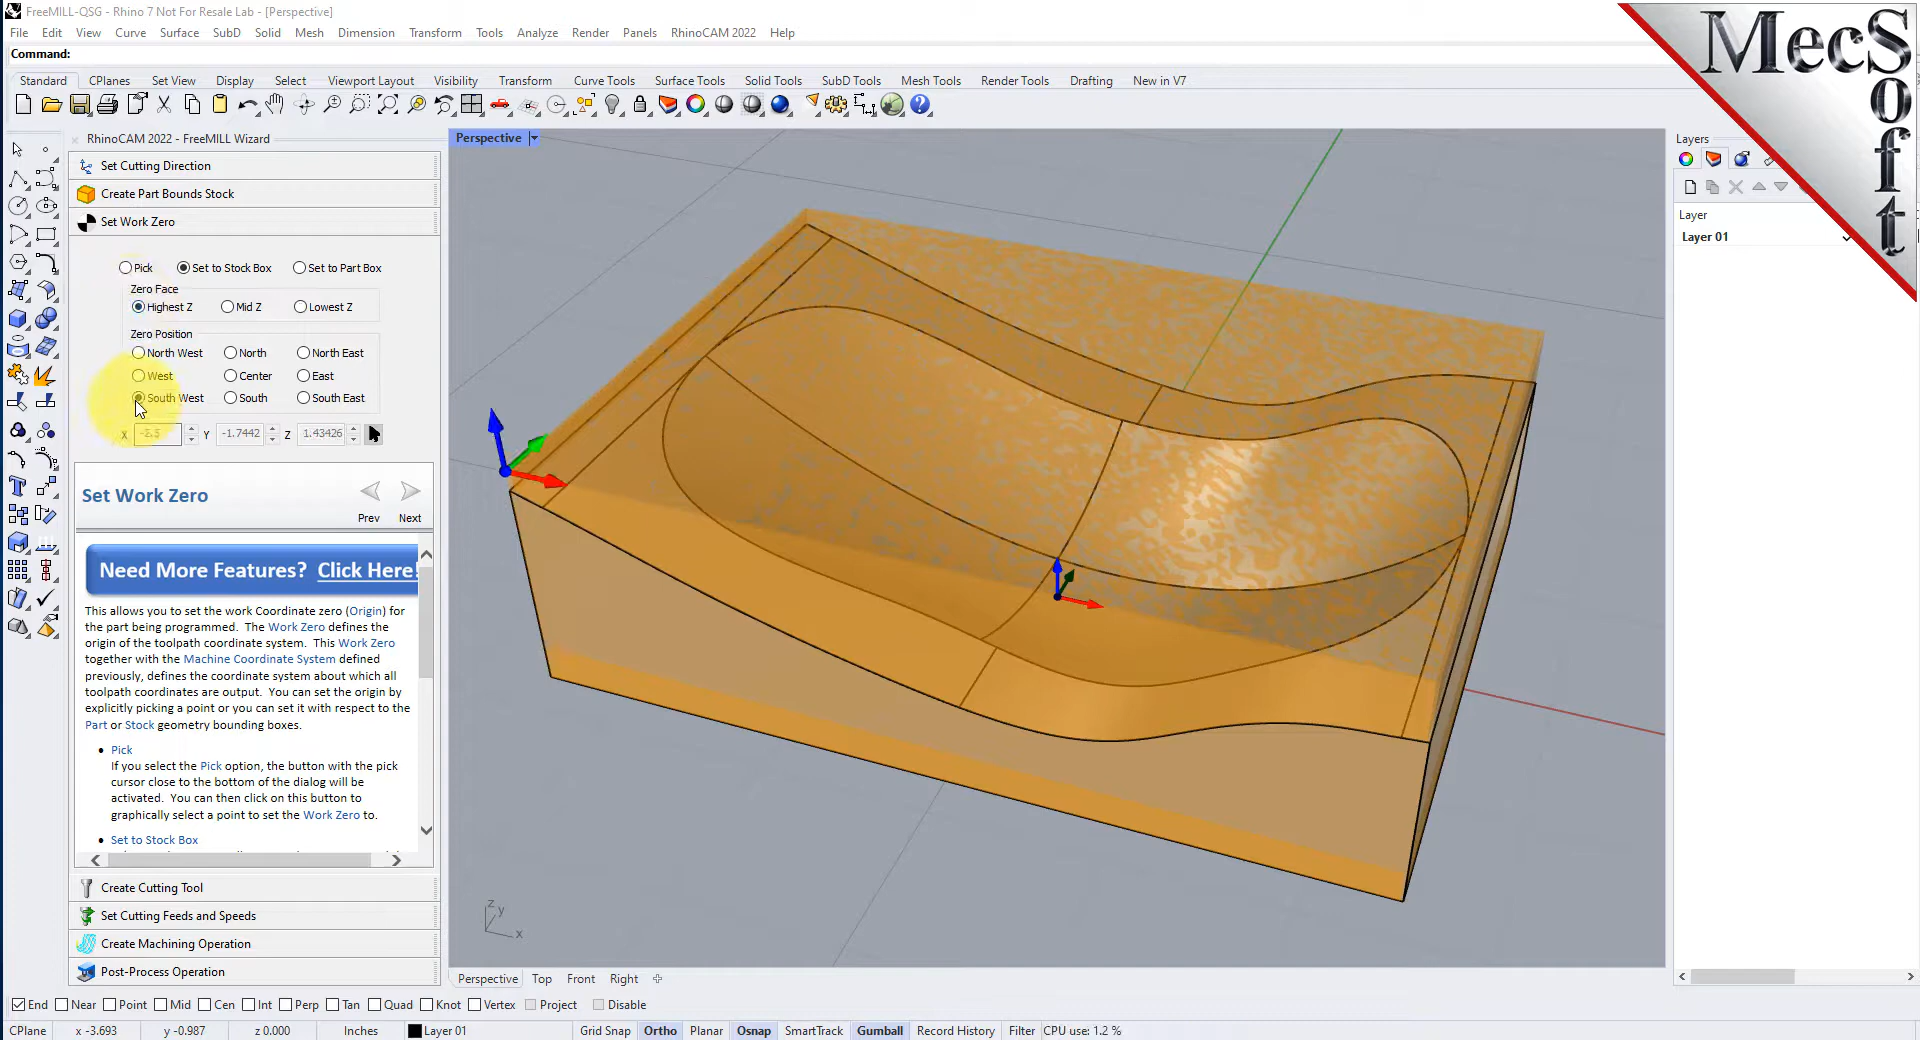 FreeMILL-QSG - Rhino 7 Not For Resale Lab - [Perspective]
File Edit View Curve Surface SubD Solid Mesh Dimension Transform Tools Analyze Render Panels RhinoCAM 2022 Help
Command:
Standard CPlanes Set View Display Select Viewport Layout Visibility Transform Curve Tools Surface Tools Solid Tools SubD Tools Mesh Tools Render Tools Drafting New in V7
MecSoft
RhinoCAM 2022 - FreeMILL Wizard
Set Cutting Direction
Create Part Bounds Stock
Set Work Zero
Pick Set to Stock Box Set to Part Box
Zero Face
Highest Z Mid Z Lowest Z
Zero Position
North West North North East
West Center East
South West South South East
X -2.5 Y -1.7442 Z 1.43426
Set Work Zero
Prev Next
Need More Features? Click Here!
This allows you to set the work Coordinate zero (Origin) for
the part being programmed. The Work Zero defines the
origin of the toolpath coordinate system. This Work Zero
together with the Machine Coordinate System defined
previously, defines the coordinate system about which all
toolpath coordinates are output. You can set the origin by
explicitly picking a point or you can set it with respect to the
Part or Stock geometry bounding boxes.
• Pick
If you select the Pick option, the button with the pick
cursor close to the bottom of the dialog will be
activated. You can then click on this button to
graphically select a point to set the Work Zero to.
• Set to Stock Box
Create Cutting Tool
Set Cutting Feeds and Speeds
Create Machining Operation
Post-Process Operation
Perspective
z
y
x
Perspective Top Front Right
Layers
Layer
Layer 01
End Near Point Mid Cen Int Perp Tan Quad Knot Vertex Project Disable
CPlane x -3.693 y -0.987 z 0.000 Inches Layer 01 Grid Snap Ortho Planar Osnap SmartTrack Gumball Record History Filter CPU use: 1.2 %